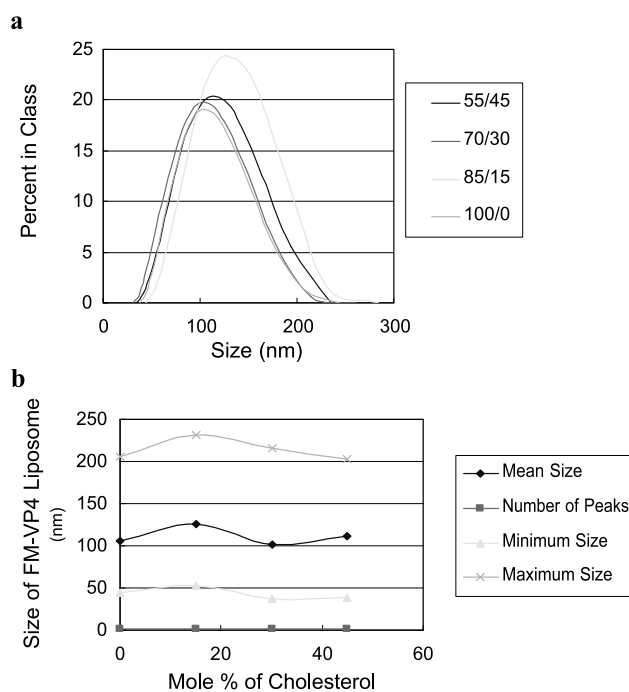 a
25
20
15
10
5
0
Percent in Class
0 100 200 300
Size (nm)
55/45
70/30
85/15
100/0
b
250
200
150
100
50
0
Size of FM-VP4 Liposome
(nm)
0 20 40 60
Mole % of Cholesterol
Mean Size
Number of Peaks
Minimum Size
Maximum Size